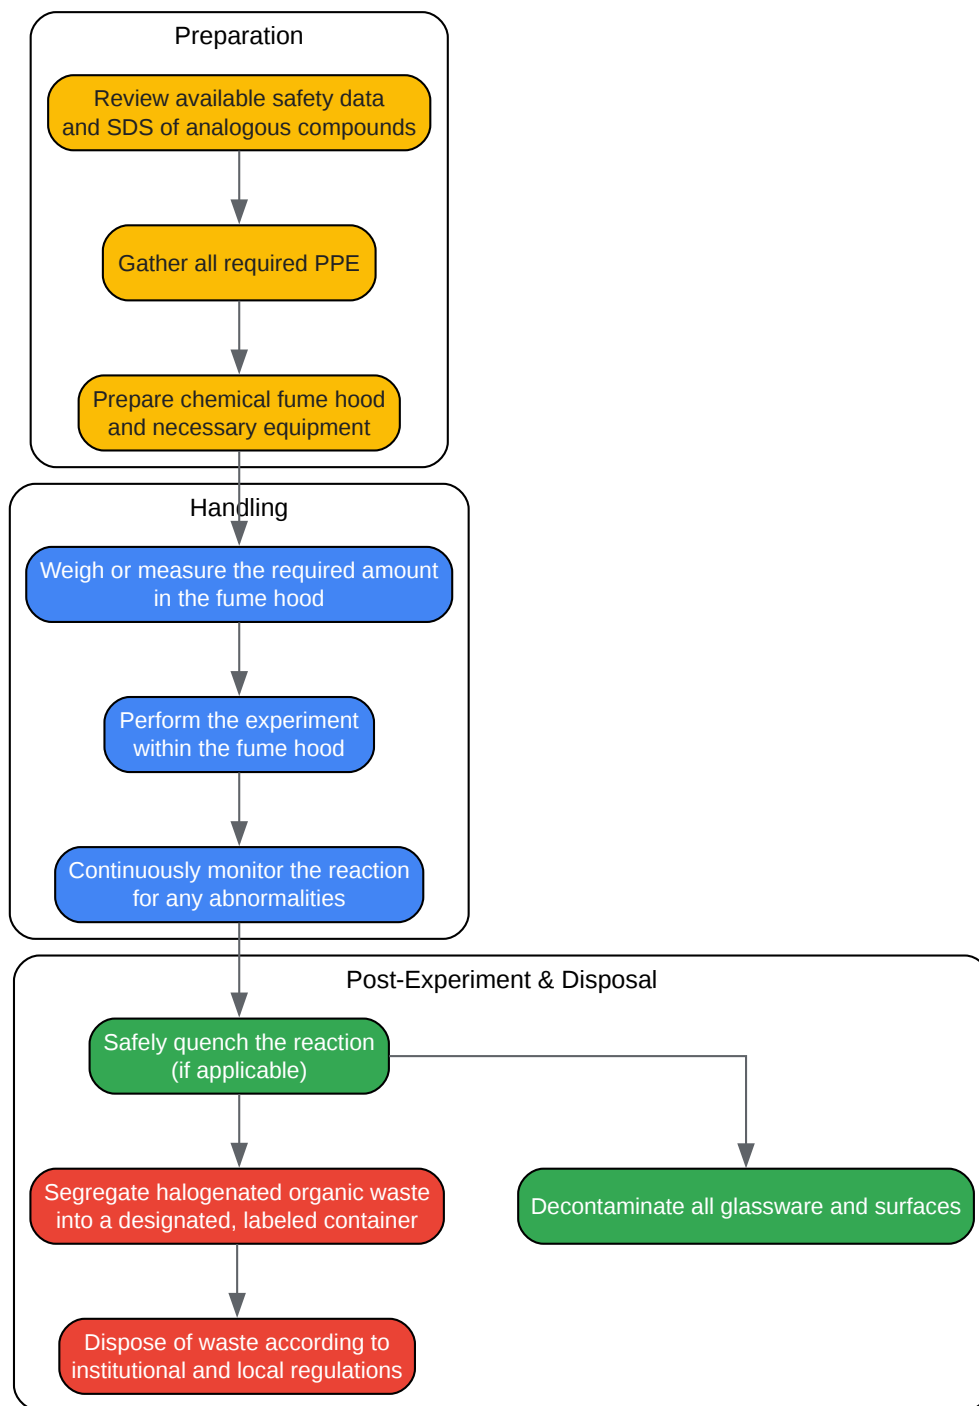 Preparation
Review available safety data
and SDS of analogous compounds
Gather all required PPE
Prepare chemical fume hood
and necessary equipment
Handling
Weigh or measure the required amount
in the fume hood
Perform the experiment
within the fume hood
Continuously monitor the reaction
for any abnormalities
Post-Experiment & Disposal
Safely quench the reaction
(if applicable)
Segregate halogenated organic waste
into a designated, labeled container
Decontaminate all glassware and surfaces
Dispose of waste according to
institutional and local regulations